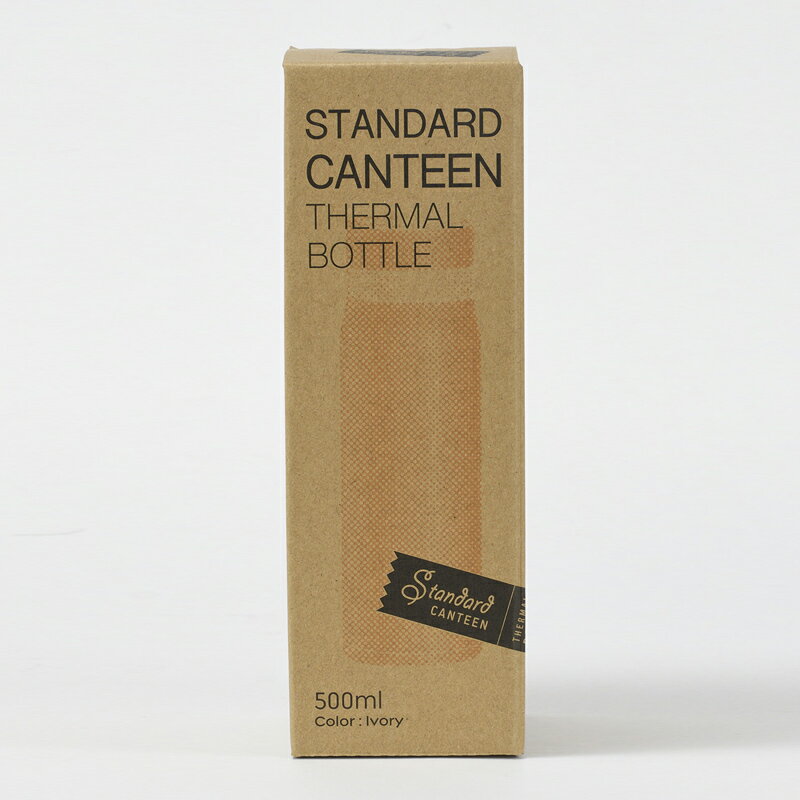 STANDARD
CANTEEN
THERMAL
BOTTLE
Standard
CANTEEN
500ml
Color : Ivory